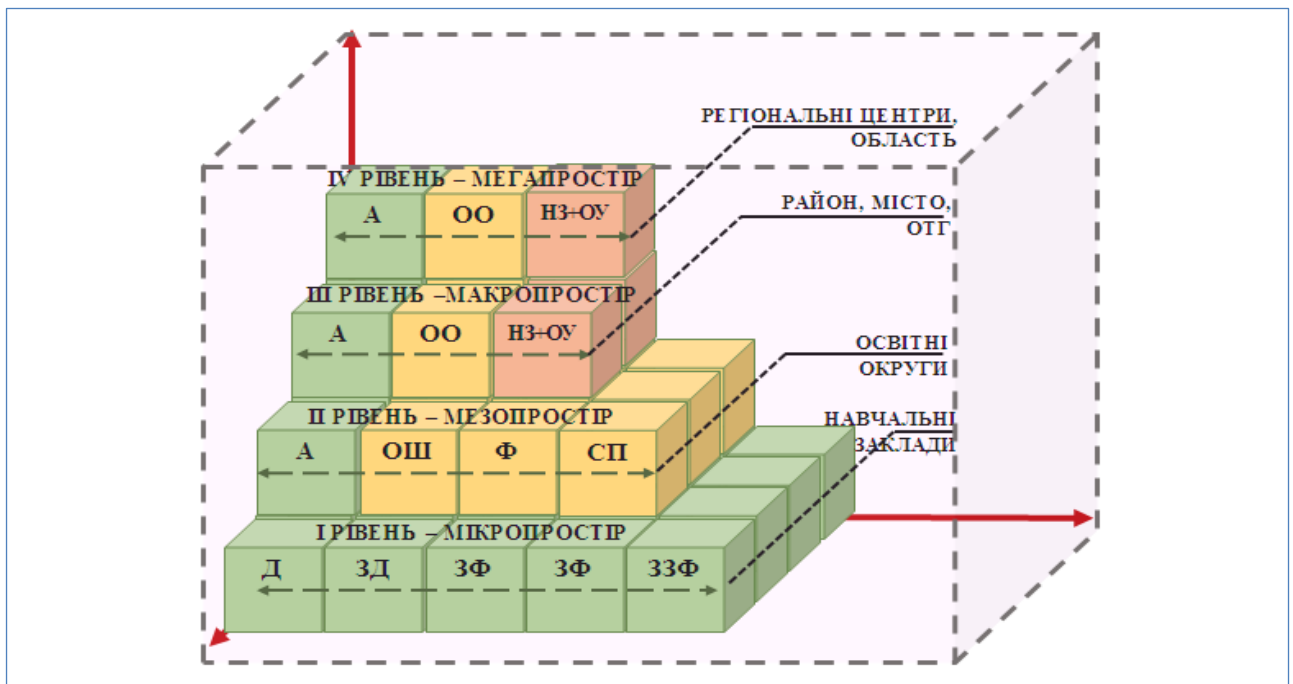 РЕГІОНАЛЬНІ ЦЕНТРИ,
ОБЛАСТЬ
IV РІВЕНЬ – МЕГАПРОСТІР
А ОО НЗ+ОУ
РАЙОН, МІСТО,
ОТГ
III РІВЕНЬ –МАКРОПРОСТІР
А ОО НЗ+ОУ
ОСВІТНІ
ОКРУГИ
II РІВЕНЬ – МЕЗОПРОСТІР
А ОШ Ф СП
НАВЧАЛЬНІ
ЗАКЛАДИ
I РІВЕНЬ – МІКРОПРОСТІР
Д ЗД ЗФ ЗФ ЗЗФ